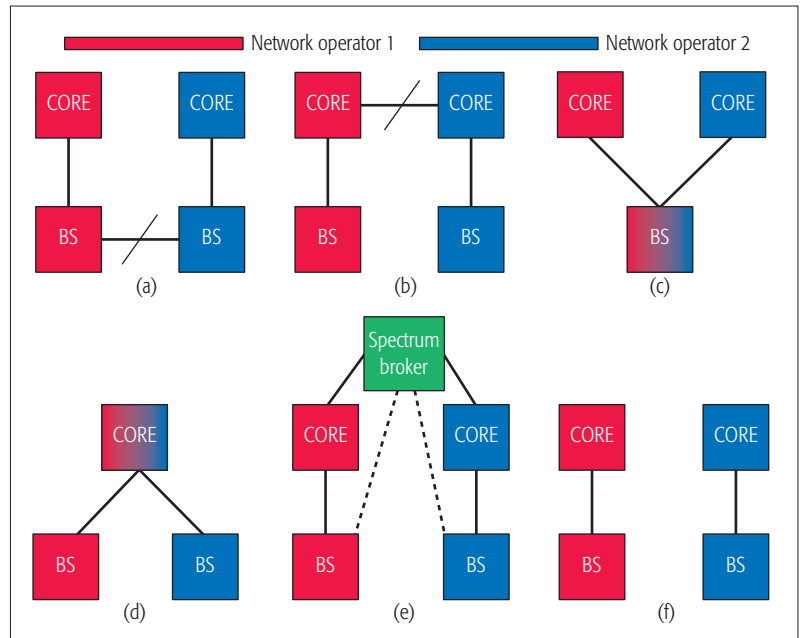 Network operator 1 Network operator 2
CORE CORE CORE CORE CORE CORE
BS BS BS BS BS
(a) (b) (c)
Spectrum
broker
CORE CORE CORE CORE CORE
BS BS BS BS BS BS
(d) (e) (f)